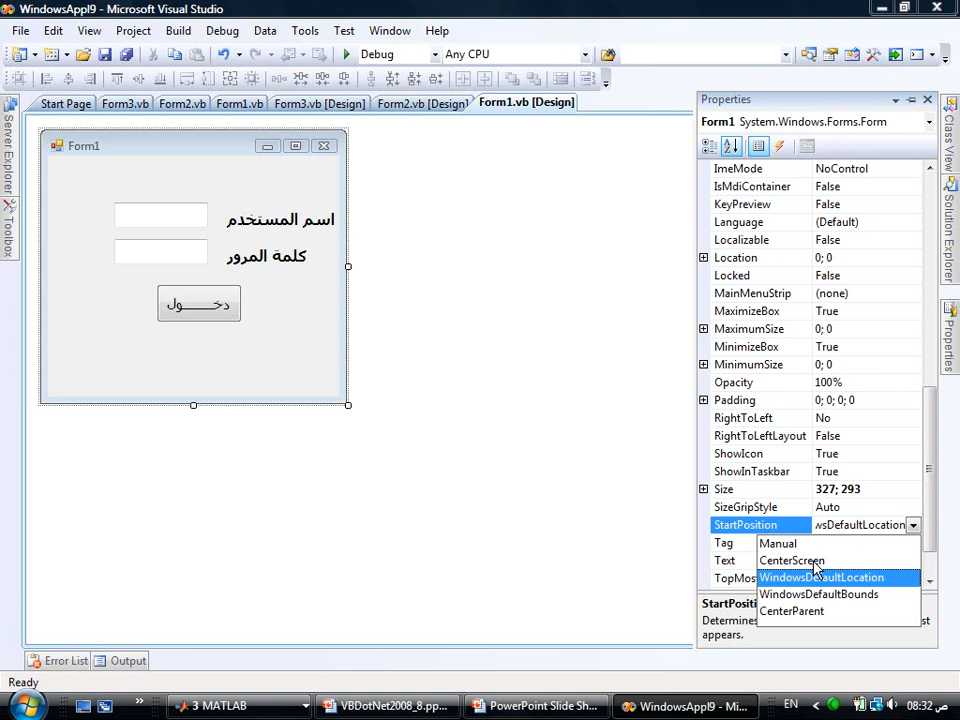 WindowsAppl9 - Microsoft Visual Studio
File Edit View Project Build Debug Data Tools Test Window Help
Debug Any CPU
Start Page Form3.vb Form2.vb Form1.vb Form3.vb [Design] Form2.vb [Design] Form1.vb [Design]
Server Explorer
Toolbox
Form1
اسم المستخدم
كلمة المرور
دخـــــــول
Properties
Form1 System.Windows.Forms.Form
ImeMode NoControl
IsMdiContainer False
KeyPreview False
Language (Default)
Localizable False
Location 0; 0
Locked False
MainMenuStrip (none)
MaximizeBox True
MaximumSize 0; 0
MinimizeBox True
MinimumSize 0; 0
Opacity 100%
Padding 0; 0; 0; 0
RightToLeft No
RightToLeftLayout False
ShowIcon True
ShowInTaskbar True
Size 327; 293
SizeGripStyle Auto
StartPosition wsDefaultLocation
Tag
Text
TopMos
Manual
CenterScreen
WindowsDefaultLocation
WindowsDefaultBounds
CenterParent
StartPositi
Determines st
appears.
Class View
Solution Explorer
Properties
Error List Output
Ready
3 MATLAB VBDotNet2008_8.pp... PowerPoint Slide Sh... WindowsAppl9 - Mi... EN 08:32 ص